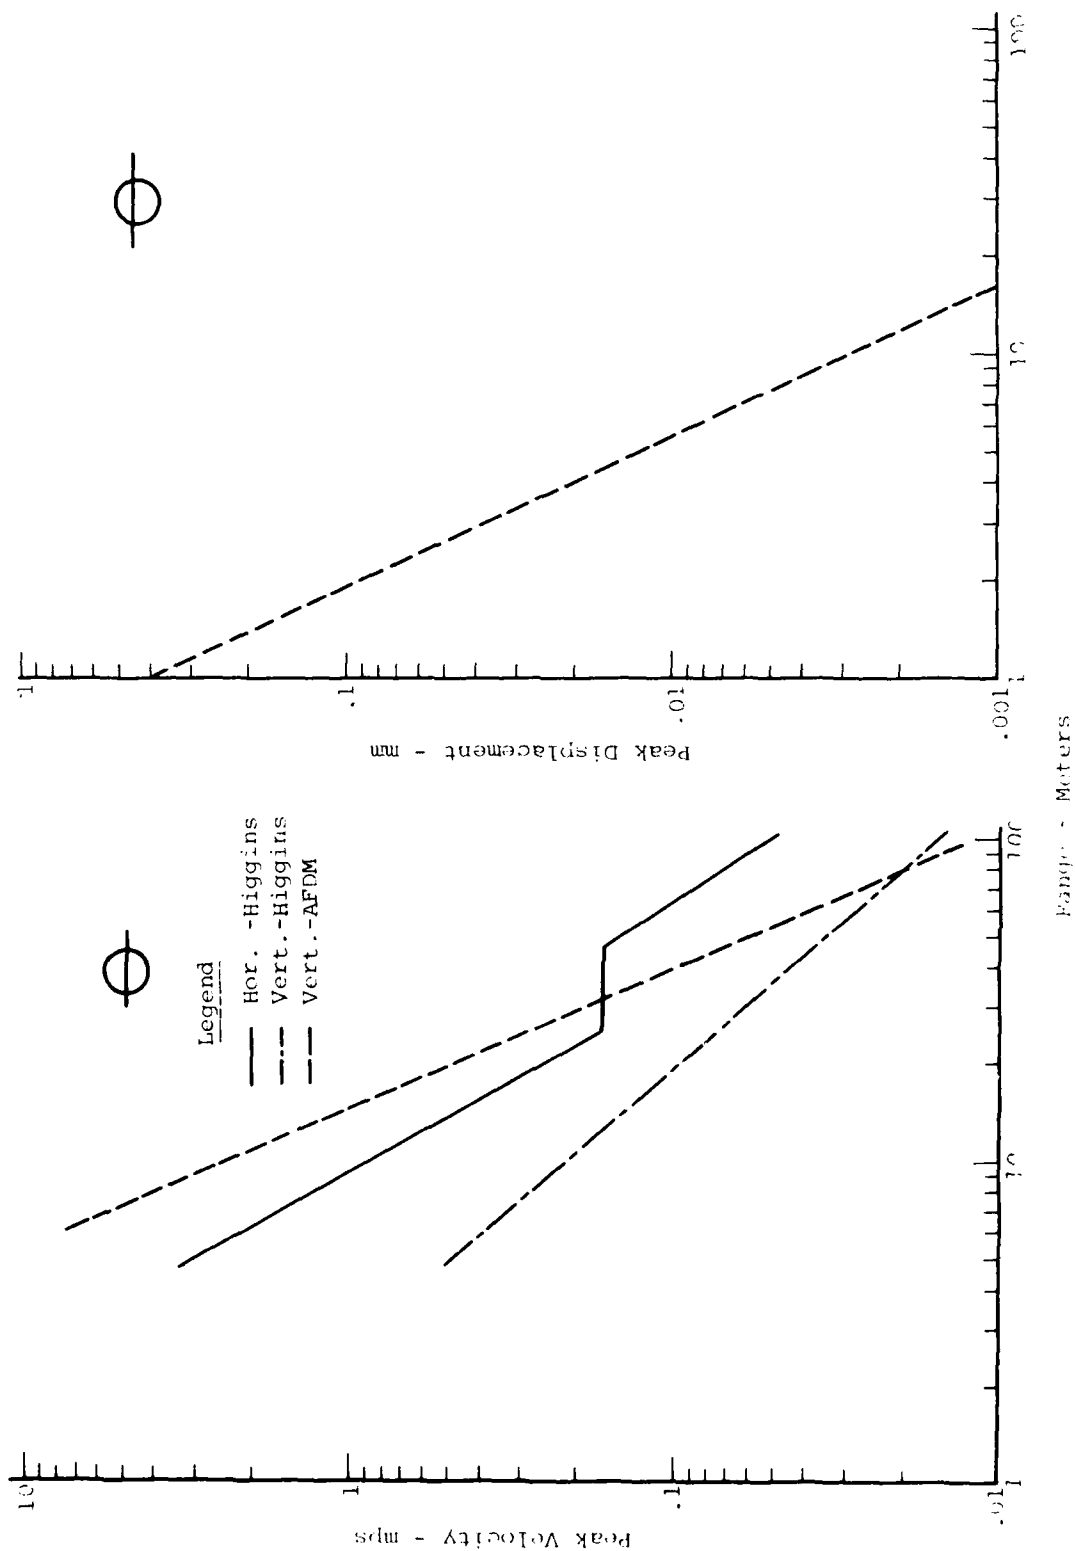 Legend
Hor. -Higgins
Vert.-Higgins
Vert.-AFDM
Peak Velocity - mps
10
1
.1
.01
1
10
100
Peak Displacement - mm
1
.1
.01
.001
1
10
100
Range - Meters